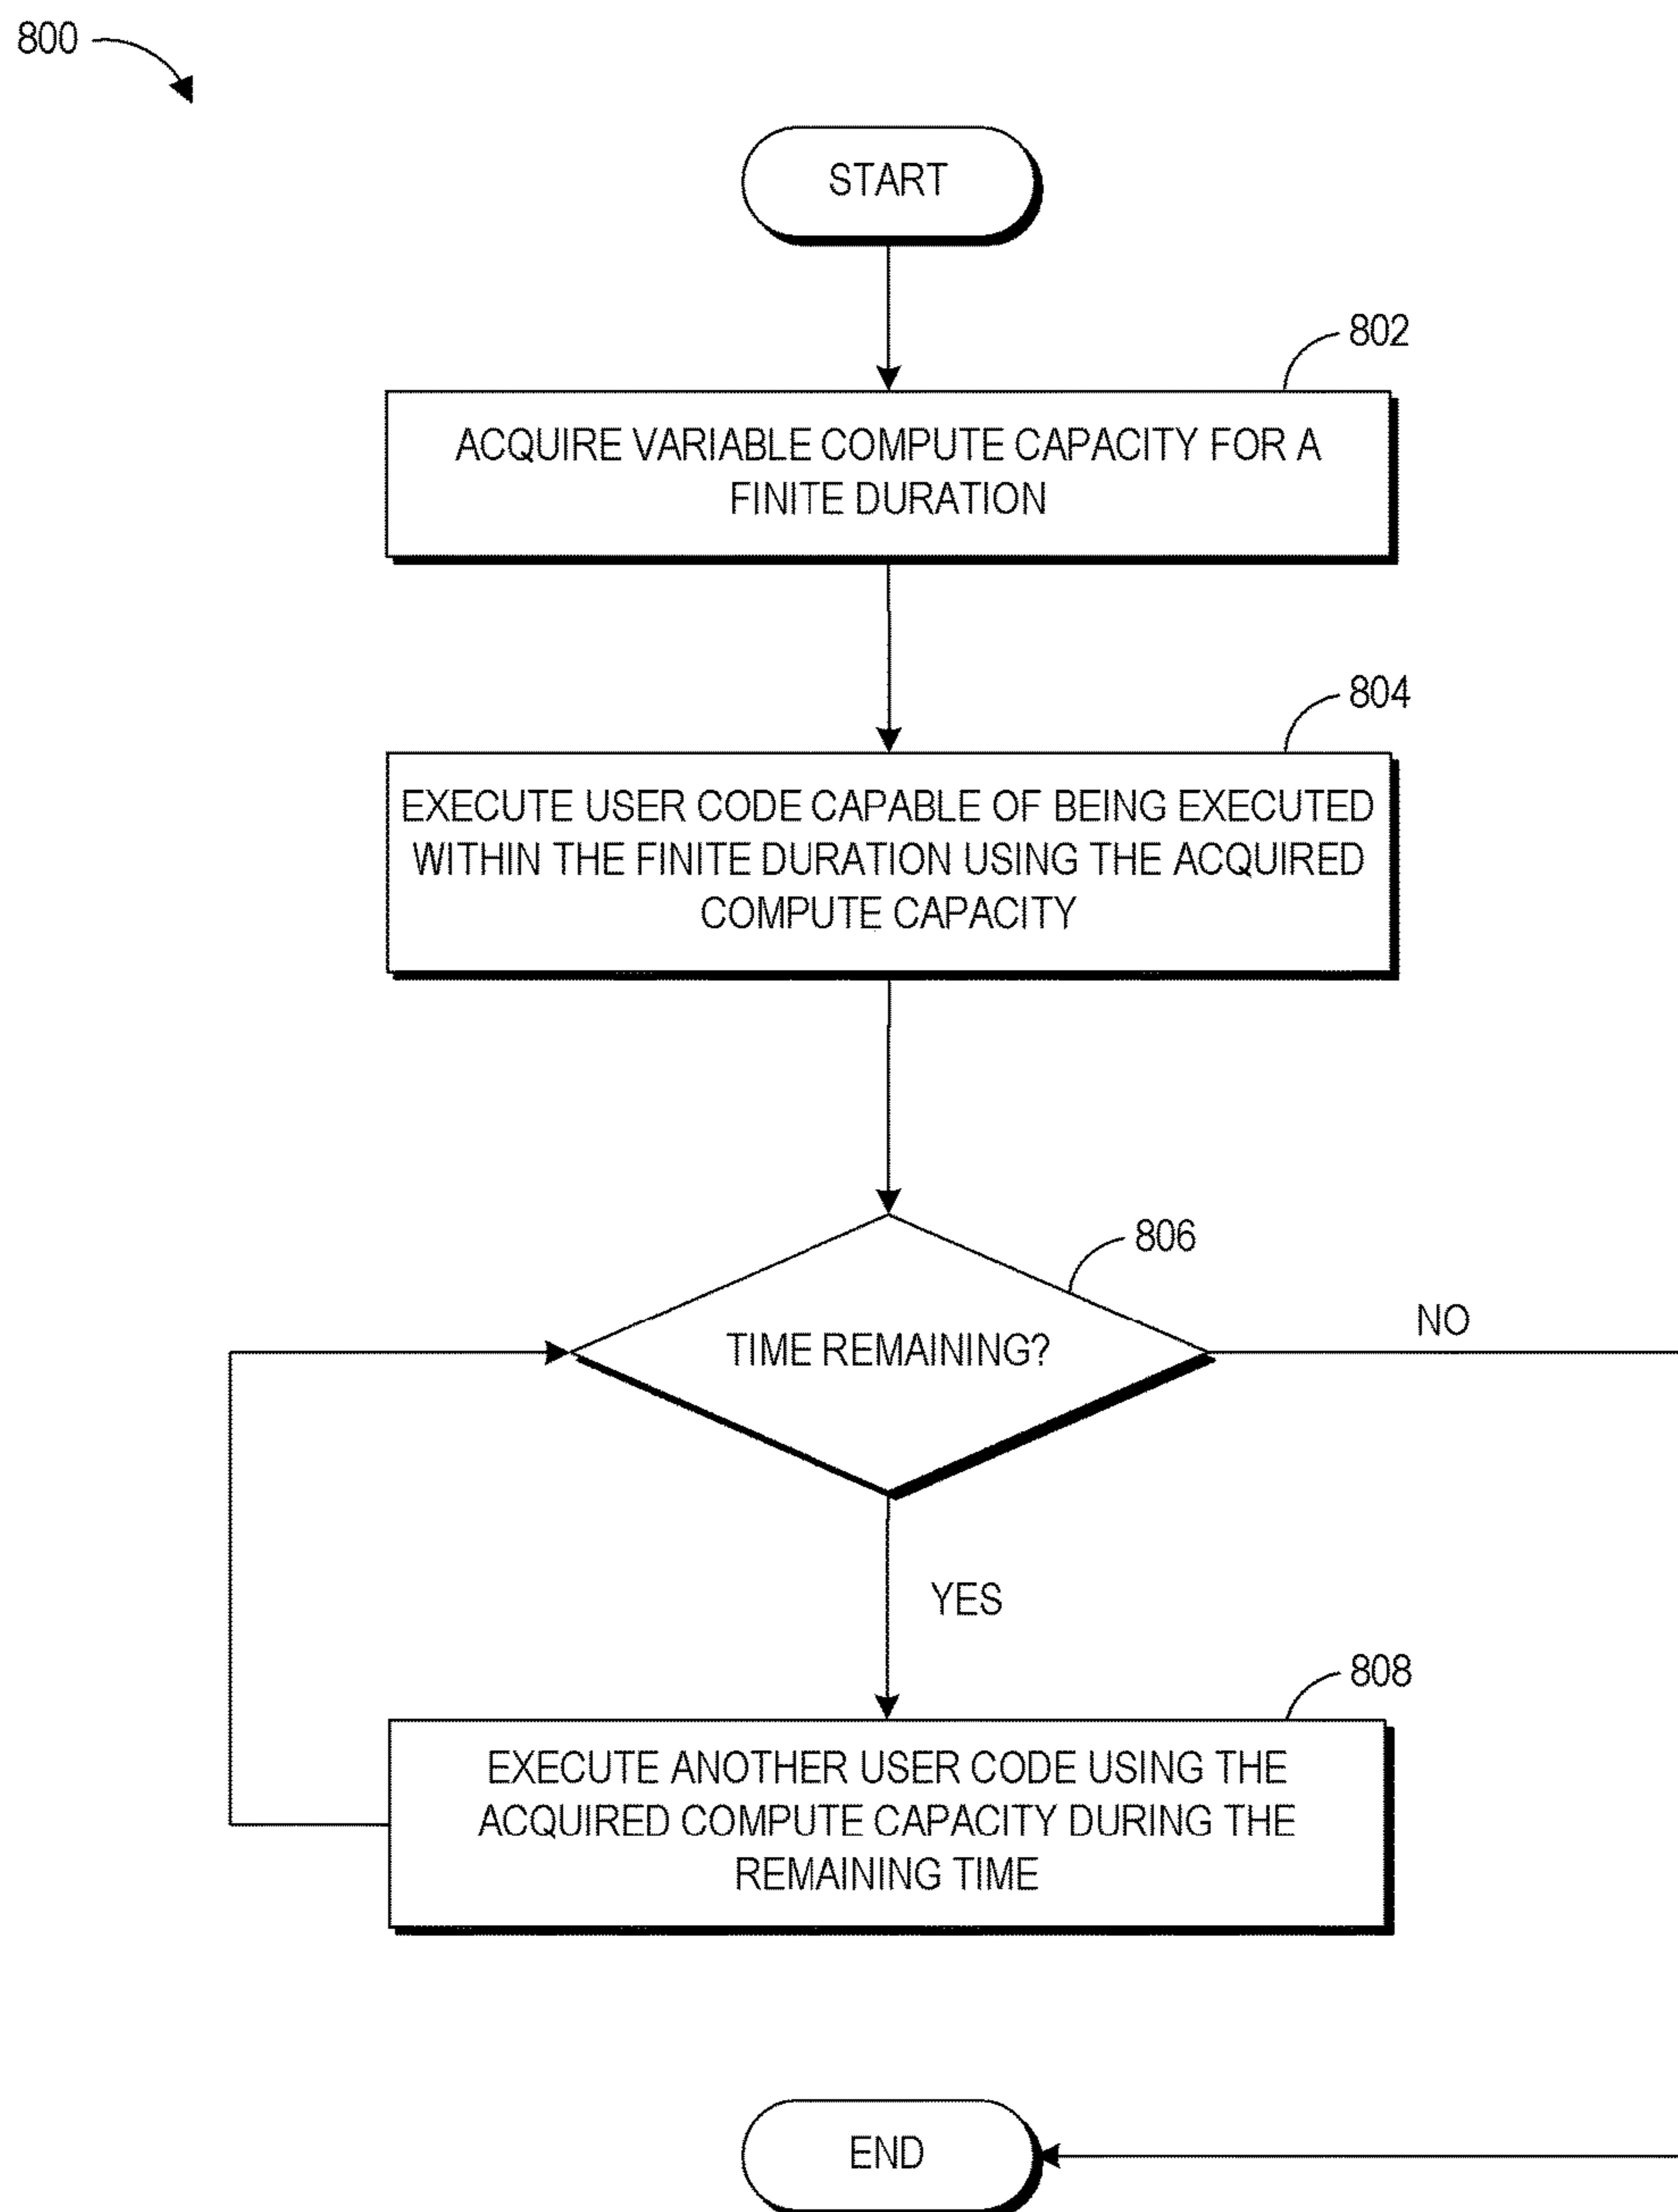 800
START
802
ACQUIRE VARIABLE COMPUTE CAPACITY FOR A
FINITE DURATION
804
EXECUTE USER CODE CAPABLE OF BEING EXECUTED
WITHIN THE FINITE DURATION USING THE ACQUIRED
COMPUTE CAPACITY
806
TIME REMAINING?
NO
YES
808
EXECUTE ANOTHER USER CODE USING THE
ACQUIRED COMPUTE CAPACITY DURING THE
REMAINING TIME
END